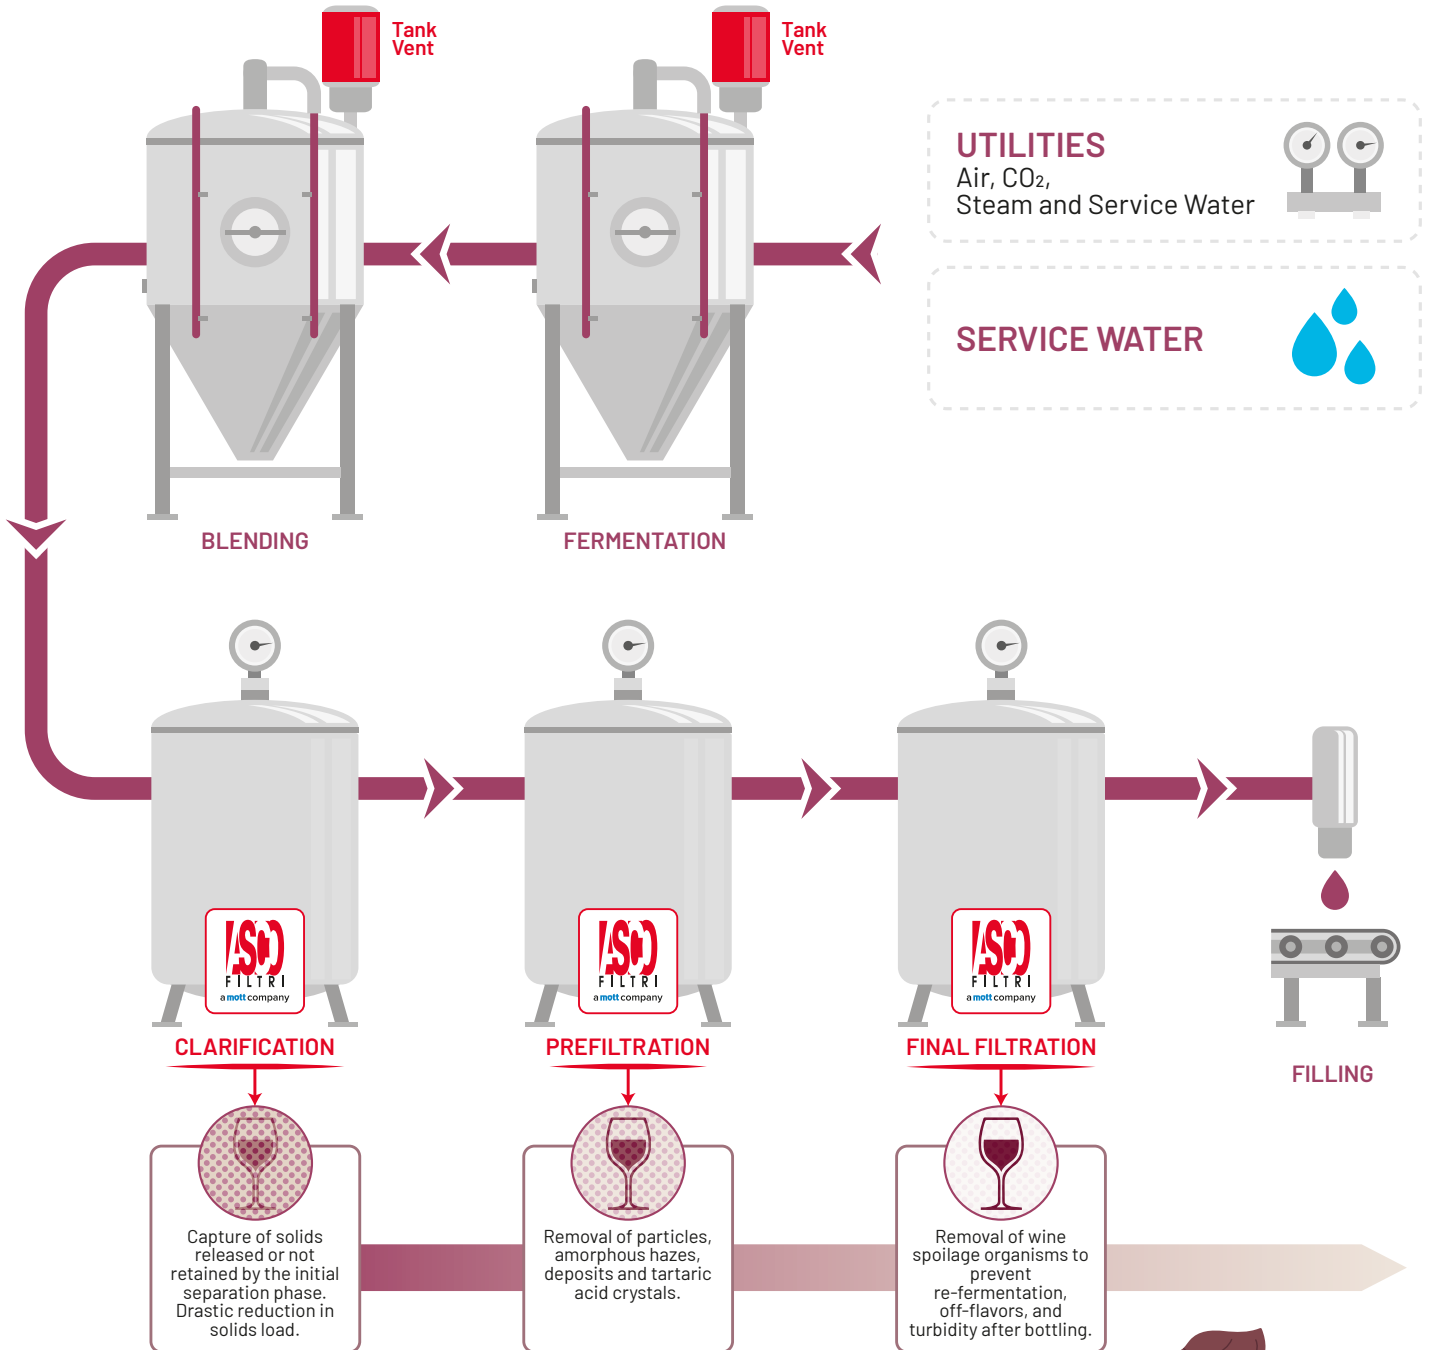 Tank
Vent
Tank
Vent
UTILITIES
Air, CO₂,
Steam and Service Water
SERVICE WATER
BLENDING
FERMENTATION
ASCO
FILTRI
a mott company
ASCO
FILTRI
a mott company
ASCO
FILTRI
a mott company
CLARIFICATION
PREFILTRATION
FINAL FILTRATION
FILLING
Capture of solids
released or not
retained by the initial
separation phase.
Drastic reduction in
solids load.
Removal of particles,
amorphous hazes,
deposits and tartaric
acid crystals.
Removal of wine
spoilage organisms to
prevent
re-fermentation,
off-flavors, and
turbidity after bottling.